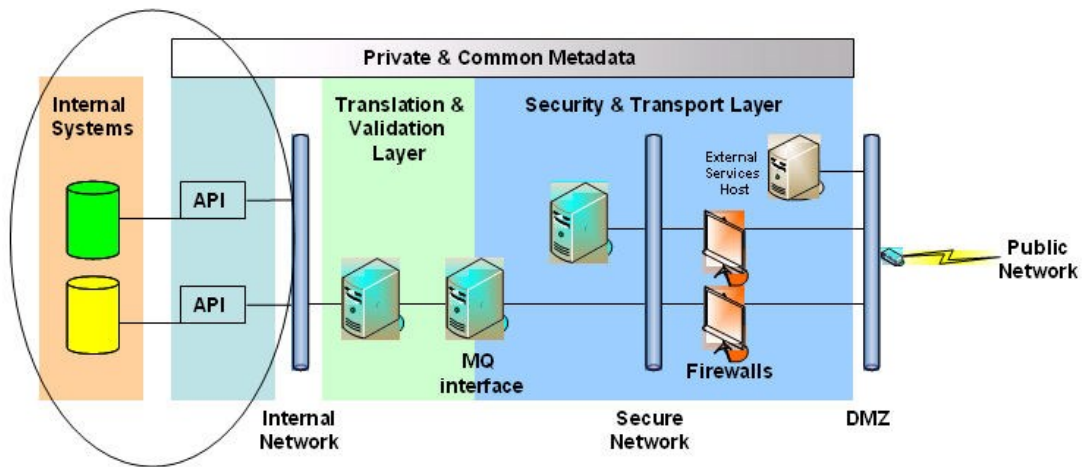 Private & Common Metadata
Internal
Systems
Translation &
Validation
Layer
Security & Transport Layer
External
Services
Host
API
API
Public
Network
MQ
interface
Firewalls
Internal
Network
Secure
Network
DMZ